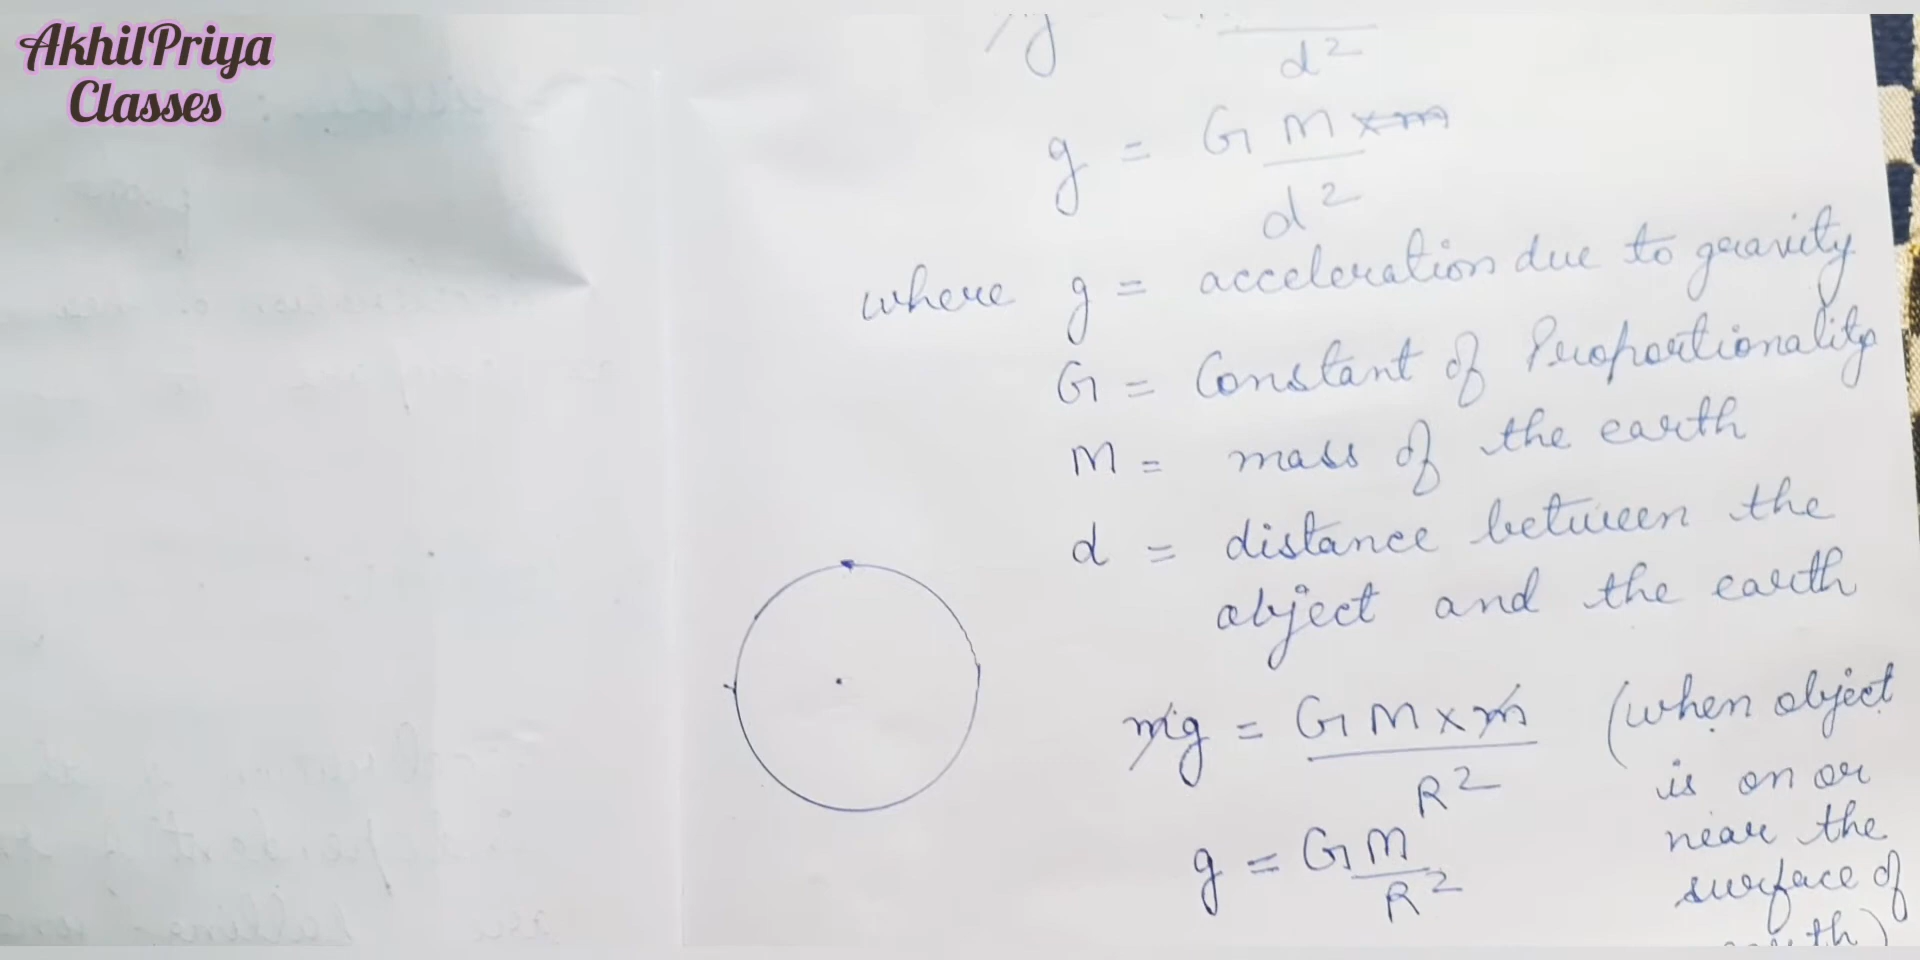 AkhilPriya
Classes
g
d²
g = G M × m
d²
where g = acceleration due to gravity
G = Constant of Proportionality
M = mass of the earth
d = distance between the
object and the earth
mg = G M × m (when object
R² is on or
near the
g = G M
R² surface of